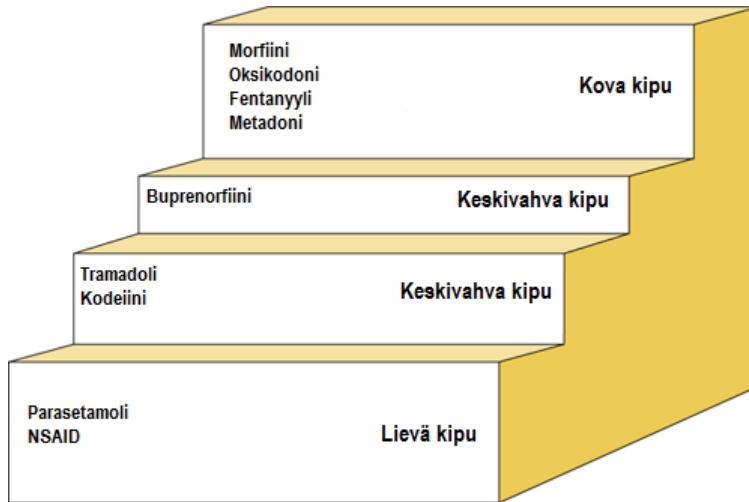 Morfiini
Oksikodoni
Fentanyyli
Metadoni
Kova kipu
Buprenorfiini
Keskivahva kipu
Tramadoli
Kodeiini
Keskivahva kipu
Parasetamoli
NSAID
Lievä kipu